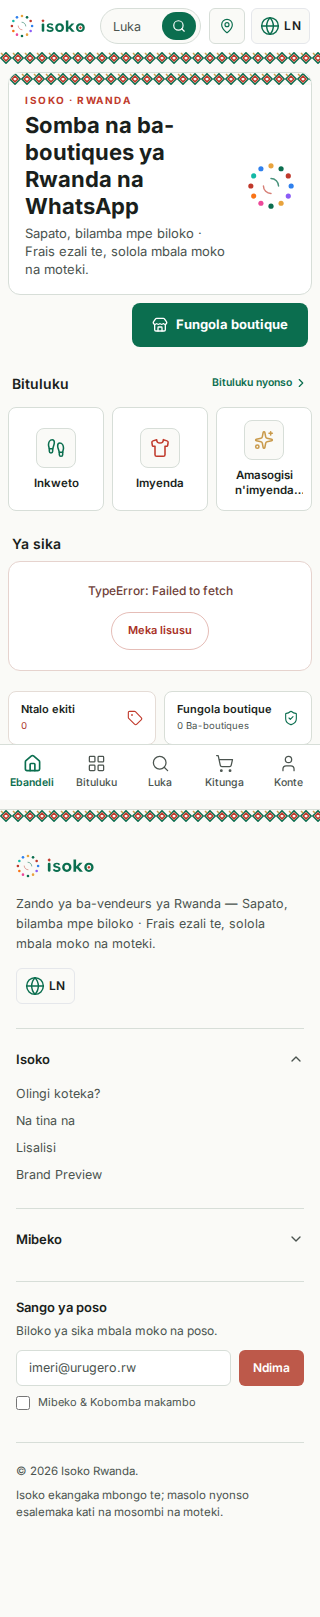 isoko
Luka
LN
ISOKO · RWANDA
Somba na ba-
boutiques ya
Rwanda na
WhatsApp
Sapato, bilamba mpe biloko ·
Frais ezali te, solola mbala moko
na moteki.
Fungola boutique
Bituluku
Bituluku nyonso
Inkweto
Imyenda
Amasogisi
n'imyenda...
Ya sika
TypeError: Failed to fetch
Meka lisusu
Ntalo ekiti
0
Fungola boutique
0 Ba-boutiques
Ebandeli
Bituluku
Luka
Kitunga
Konte
isoko
Zando ya ba-vendeurs ya Rwanda — Sapato,
bilamba mpe biloko · Frais ezali te, solola
mbala moko na moteki.
LN
Isoko
Olingi koteka?
Na tina na
Lisalisi
Brand Preview
Mibeko
Sango ya poso
Biloko ya sika mbala moko na poso.
imeri@urugero.rw
Ndima
Mibeko & Kobomba makambo
© 2026 Isoko Rwanda.
Isoko ekangaka mbongo te; masolo nyonso
esalemaka kati na mosombi na moteki.